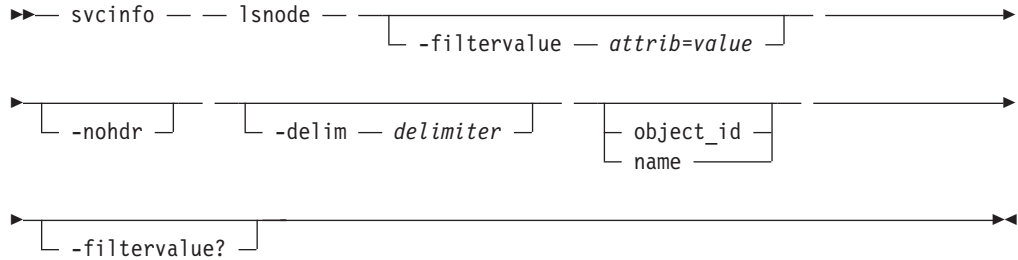 svcinfo lsnode
-filtervalue attrib=value
-nohdr -delim delimiter object_id
name
-filtervalue?